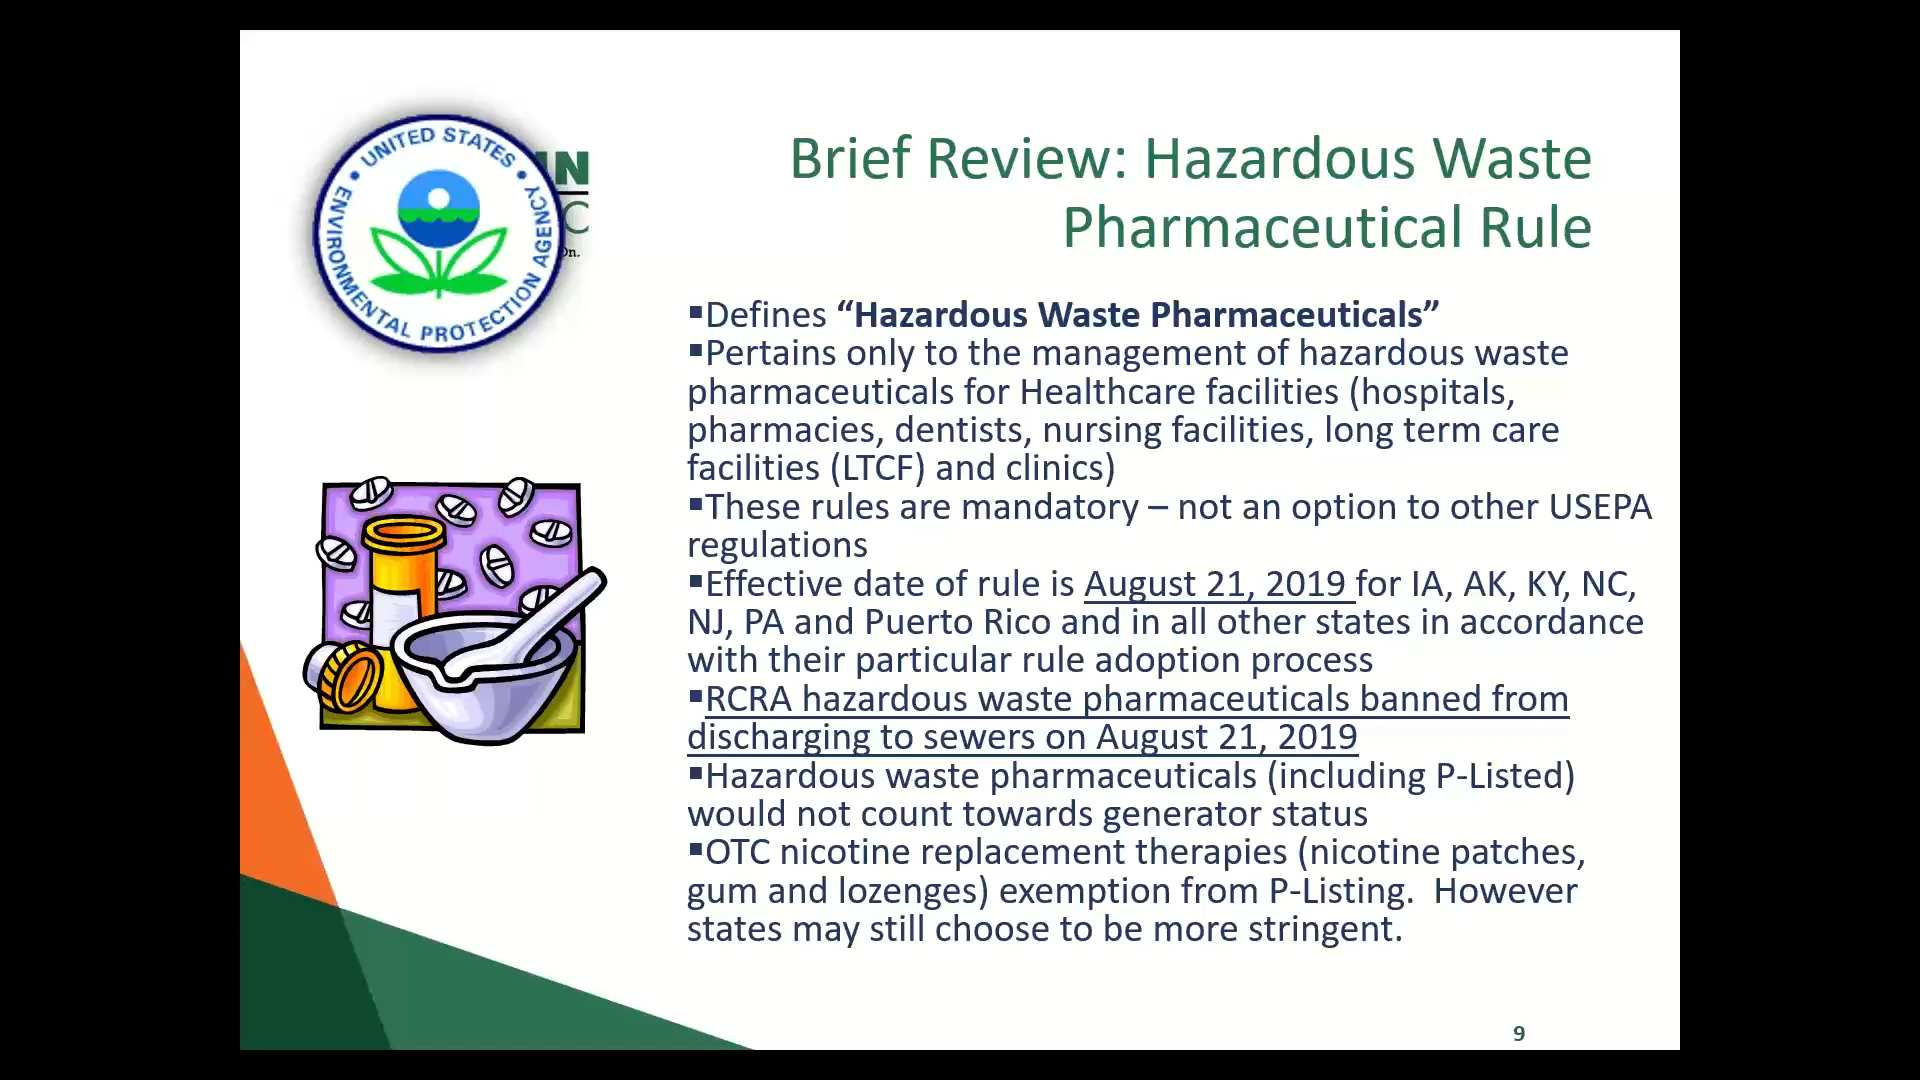 UNITED STATES
ENVIRONMENTAL PROTECTION AGENCY
IN
C
on.
Brief Review: Hazardous Waste
Pharmaceutical Rule
▪Defines “Hazardous Waste Pharmaceuticals”
▪Pertains only to the management of hazardous waste
pharmaceuticals for Healthcare facilities (hospitals,
pharmacies, dentists, nursing facilities, long term care
facilities (LTCF) and clinics)
▪These rules are mandatory – not an option to other USEPA
regulations
▪Effective date of rule is August 21, 2019 for IA, AK, KY, NC,
NJ, PA and Puerto Rico and in all other states in accordance
with their particular rule adoption process
▪RCRA hazardous waste pharmaceuticals banned from
discharging to sewers on August 21, 2019
▪Hazardous waste pharmaceuticals (including P-Listed)
would not count towards generator status
▪OTC nicotine replacement therapies (nicotine patches,
gum and lozenges) exemption from P-Listing.  However
states may still choose to be more stringent.
9